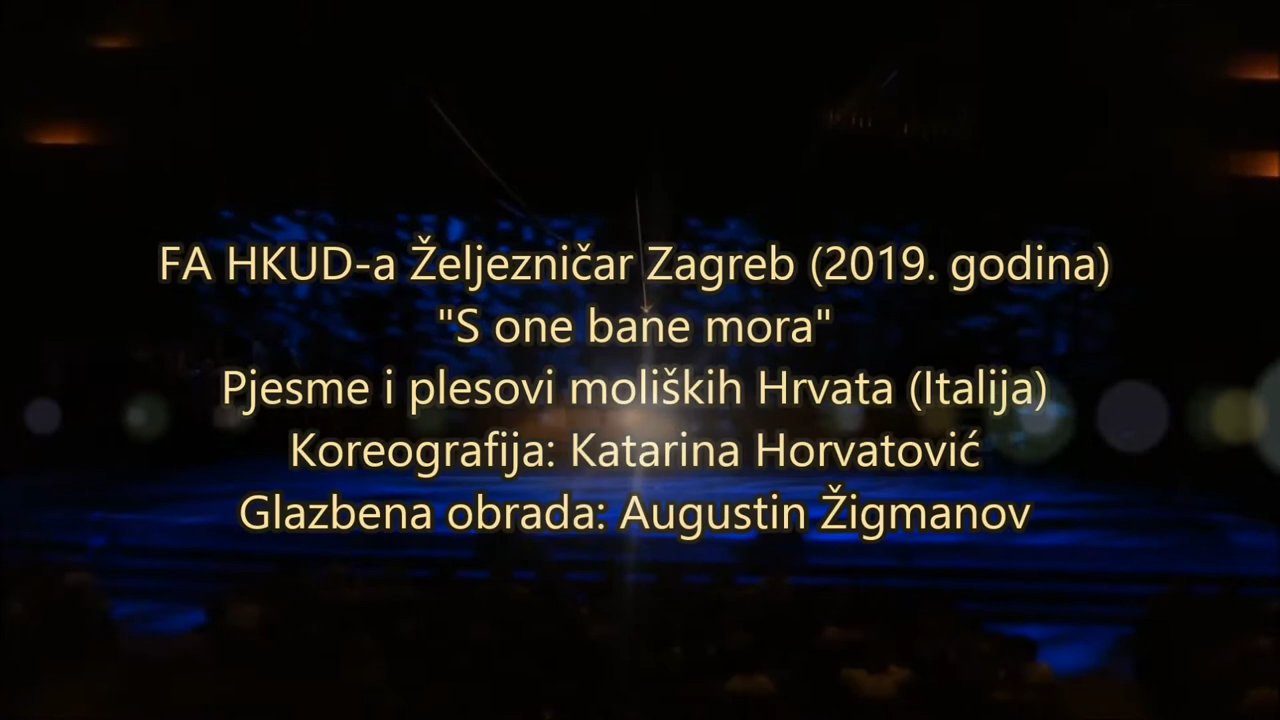 FA HKUD-a Željezničar Zagreb (2019. godina)
"S one bane mora"
Pjesme i plesovi moliških Hrvata (Italija)
Koreografija: Katarina Horvatović
Glazbena obrada: Augustin Žigmanov